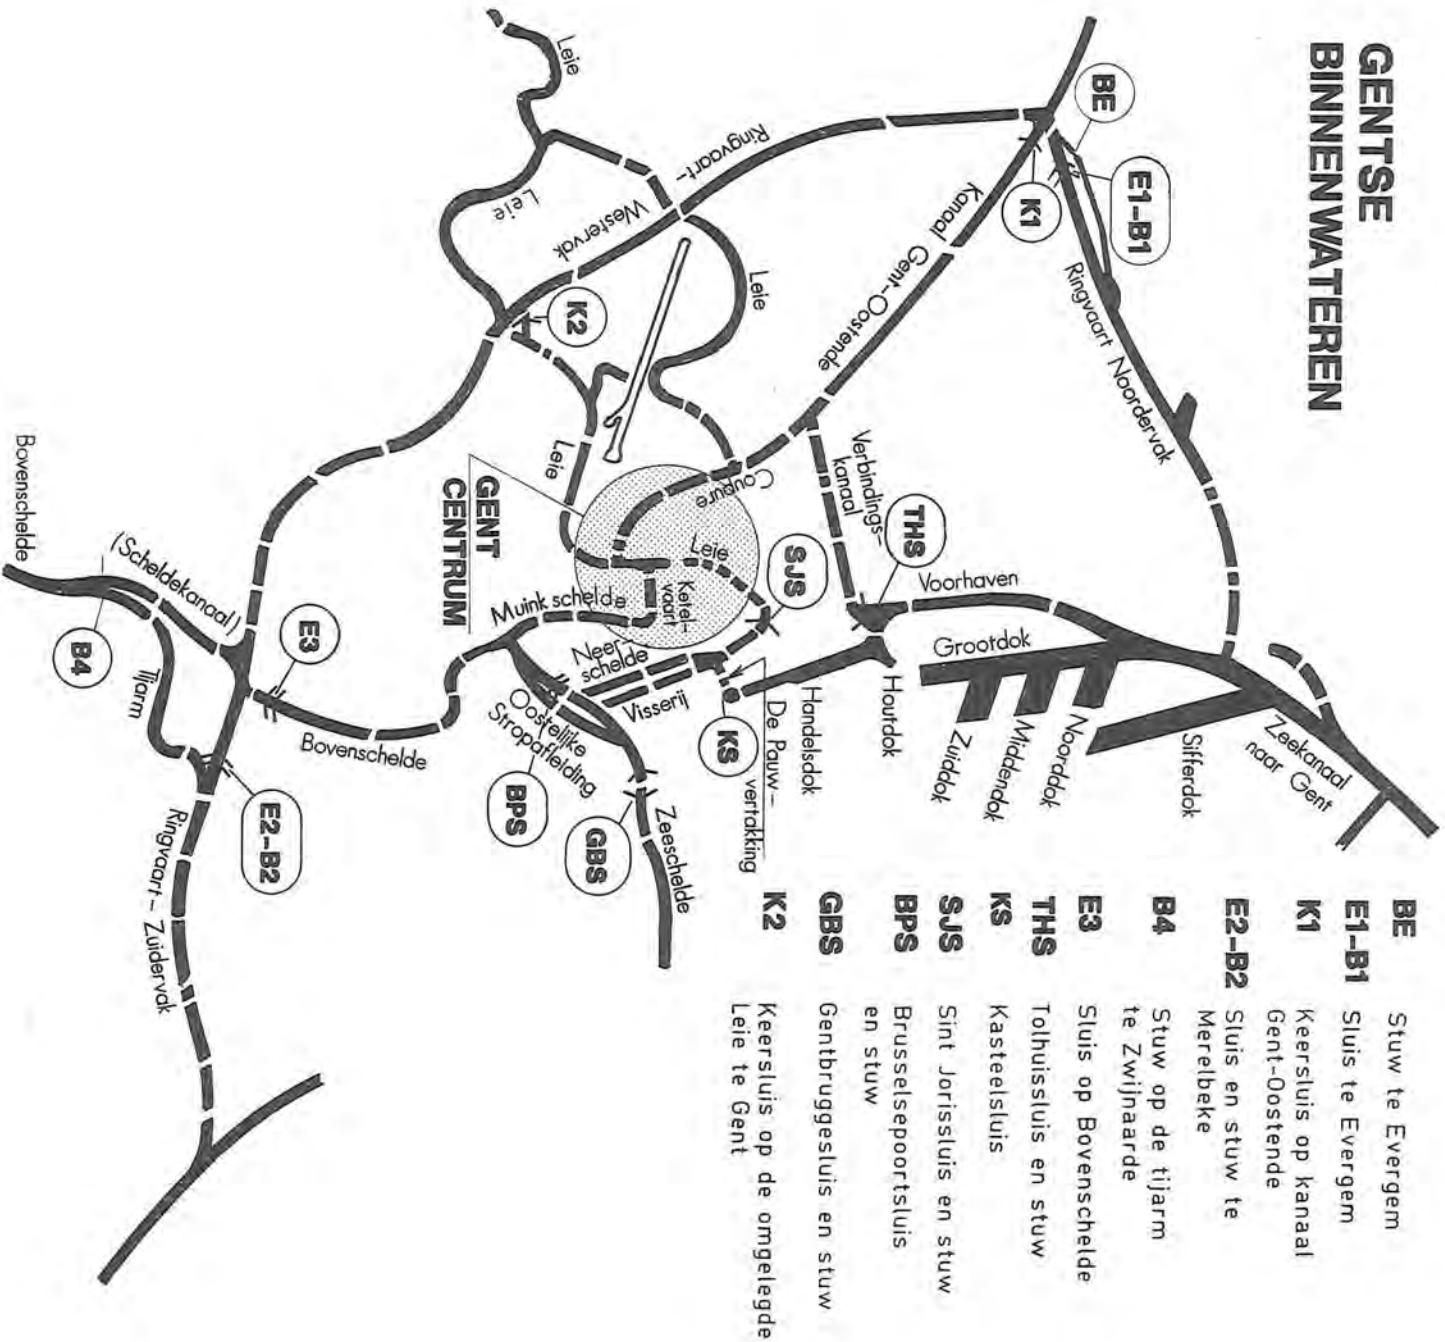 GENTSE
BINNENWATEREN
BE
E1-B1
K1
Ringvaart Noordervak
Kanaal Gent-Oostende
Ringvaart-
Westervak
Leie
Leie
Leie
K2
Leie
Coupure
Verbindings-
kanaal
THS
Voorhaven
Grootdok
Noorddok
Middendok
Zuiddok
Sifferdok
Zeekanaal
naar Gent
Houtdok
Handelsdok
De Pauw-
vertakking
SJS
KS
Leie
Ketel-
vaart
GENT
CENTRUM
Muinkschelde
Neer
schelde
Visserij
Oostelijke
Stropafleiding
BPS
GBS
Zeeschelde
Bovenschelde
E3
(Scheldekanaal)
Bovenschelde
B4
Tijarm
E2-B2
Ringvaart- Zuidervak
BE Stuw te Evergem
E1-B1 Sluis te Evergem
K1 Keersluis op kanaal
Gent-Oostende
E2-B2 Sluis en stuw te
Merelbeke
B4 Stuw op de tijarm
te Zwijnaarde
E3 Sluis op Bovenschelde
THS Tolhuissluis en stuw
KS Kasteelsluis
SJS Sint Jorissluis en stuw
BPS Brusselsepoortsluis
en stuw
GBS Gentbruggesluis en stuw
K2 Keersluis op de omgelegde
Leie te Gent